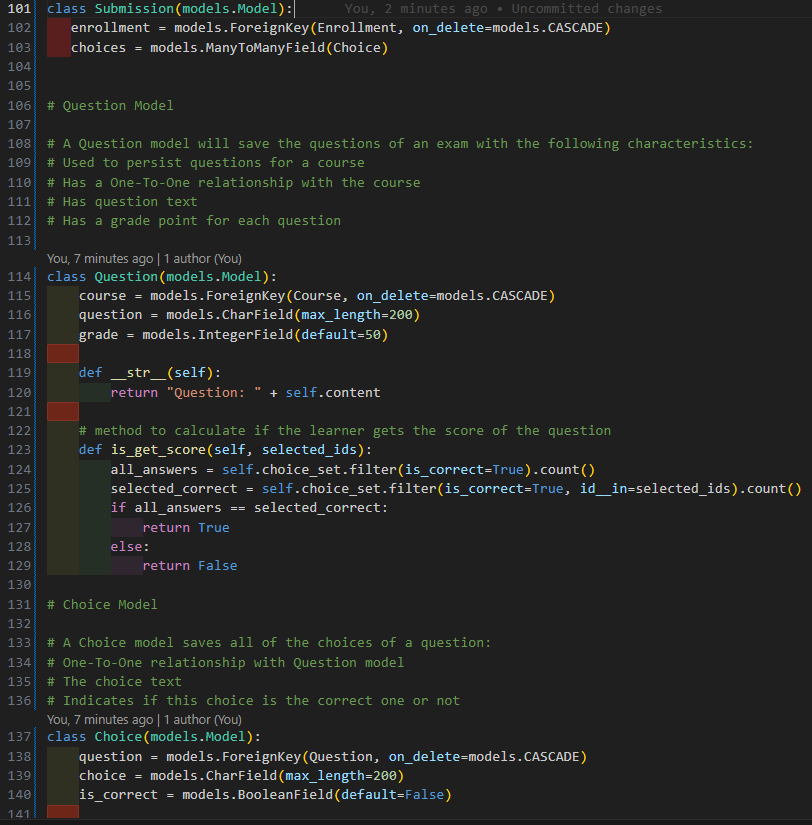 101 class Submission(models.Model): You, 2 minutes ago • Uncommitted changes
102 enrollment = models.ForeignKey(Enrollment, on_delete=models.CASCADE)
103 choices = models.ManyToManyField(Choice)
104
105
106 # Question Model
107
108 # A Question model will save the questions of an exam with the following characteristics:
109 # Used to persist questions for a course
110 # Has a One-To-One relationship with the course
111 # Has question text
112 # Has a grade point for each question
113
You, 7 minutes ago | 1 author (You)
114 class Question(models.Model):
115 course = models.ForeignKey(Course, on_delete=models.CASCADE)
116 question = models.CharField(max_length=200)
117 grade = models.IntegerField(default=50)
118
119 def __str__(self):
120 return "Question: " + self.content
121
122 # method to calculate if the learner gets the score of the question
123 def is_get_score(self, selected_ids):
124 all_answers = self.choice_set.filter(is_correct=True).count()
125 selected_correct = self.choice_set.filter(is_correct=True, id__in=selected_ids).count()
126 if all_answers == selected_correct:
127 return True
128 else:
129 return False
130
131 # Choice Model
132
133 # A Choice model saves all of the choices of a question:
134 # One-To-One relationship with Question model
135 # The choice text
136 # Indicates if this choice is the correct one or not
You, 7 minutes ago | 1 author (You)
137 class Choice(models.Model):
138 question = models.ForeignKey(Question, on_delete=models.CASCADE)
139 choice = models.CharField(max_length=200)
140 is_correct = models.BooleanField(default=False)
141